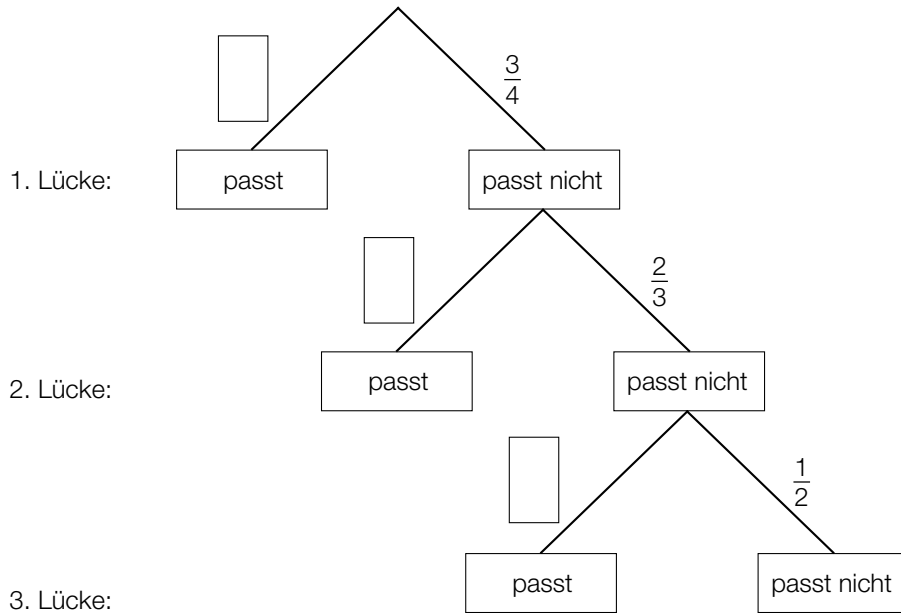 3/4
1. Lücke: passt passt nicht
2/3
2. Lücke: passt passt nicht
1/2
3. Lücke: passt passt nicht